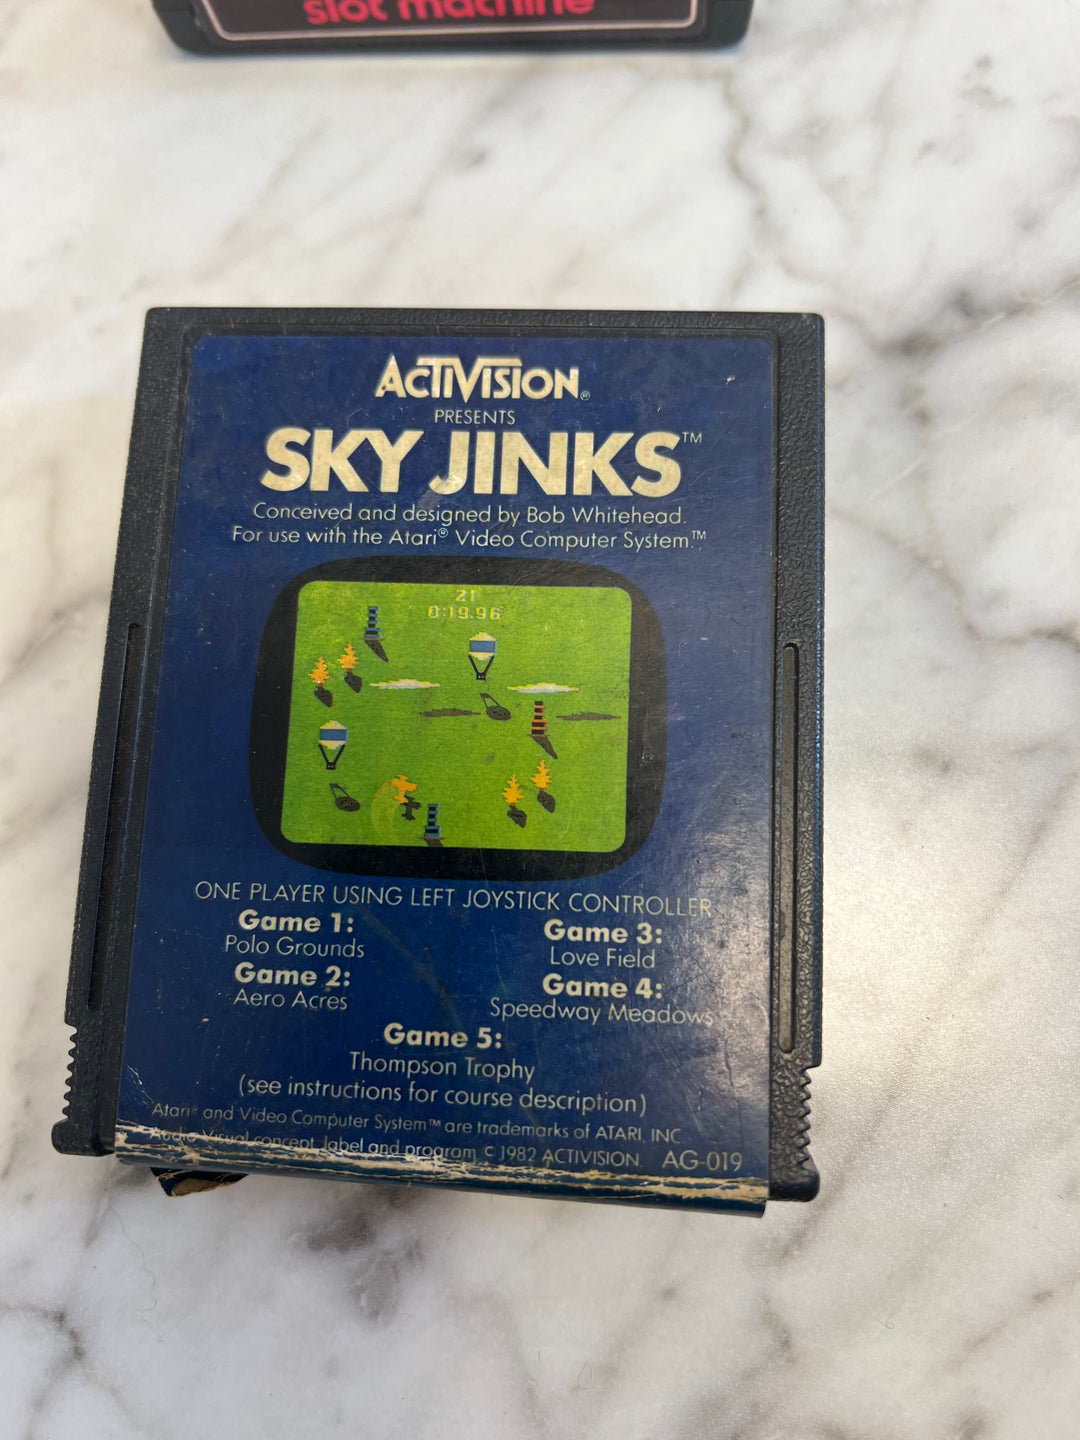 slot machine
ACTIVISION®
PRESENTS
SKY JINKS™
Conceived and designed by Bob Whitehead.
For use with the Atari® Video Computer System.™
21
0:19.96
ONE PLAYER USING LEFT JOYSTICK CONTROLLER
Game 1:
Polo Grounds
Game 2:
Aero Acres
Game 3:
Love Field
Game 4:
Speedway Meadows
Game 5:
Thompson Trophy
(see instructions for course description)
Atari® and Video Computer System™ are trademarks of ATARI, INC.
Audio Visual concept, label and program © 1982 ACTIVISION AG-019